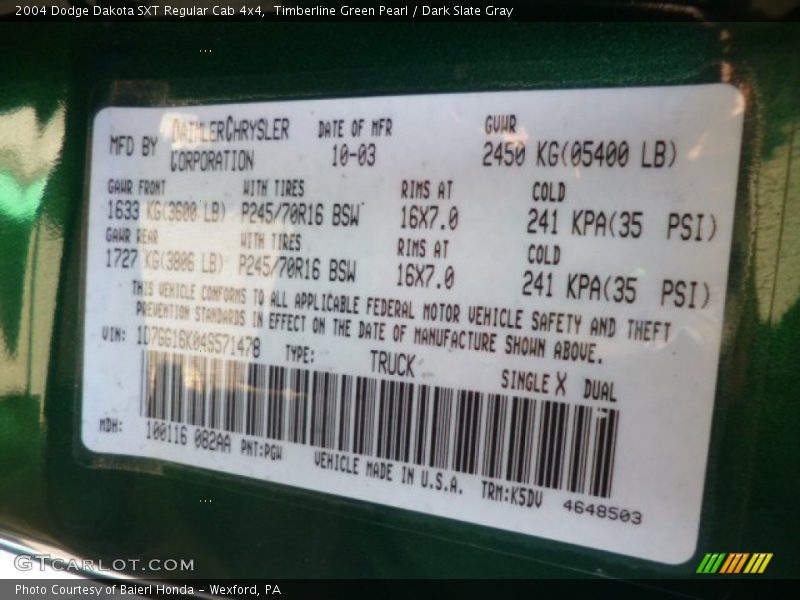 2004 Dodge Dakota SXT Regular Cab 4x4,  Timberline Green Pearl / Dark Slate Gray
MFD BY DAIMLERCHRYSLER CORPORATION
DATE OF MFR
10-03
GVWR
2450 KG(05400 LB)
GAWR FRONT WITH TIRES RIMS AT COLD
1633 KG(3600 LB) P245/70R16 BSW 16X7.0 241 KPA(35 PSI)
GAWR REAR WITH TIRES RIMS AT COLD
1727 KG(3806 LB) P245/70R16 BSW 16X7.0 241 KPA(35 PSI)
THIS VEHICLE CONFORMS TO ALL APPLICABLE FEDERAL MOTOR VEHICLE SAFETY AND THEFT
PREVENTION STANDARDS IN EFFECT ON THE DATE OF MANUFACTURE SHOWN ABOVE.
VIN: 1D7GG16K04S571478 TYPE: TRUCK SINGLE X DUAL
MDH: 100116 082AA PNT:PGW VEHICLE MADE IN U.S.A. TRM:K5DV 4648503
GTCARLOT.COM
Photo Courtesy of Baierl Honda - Wexford, PA